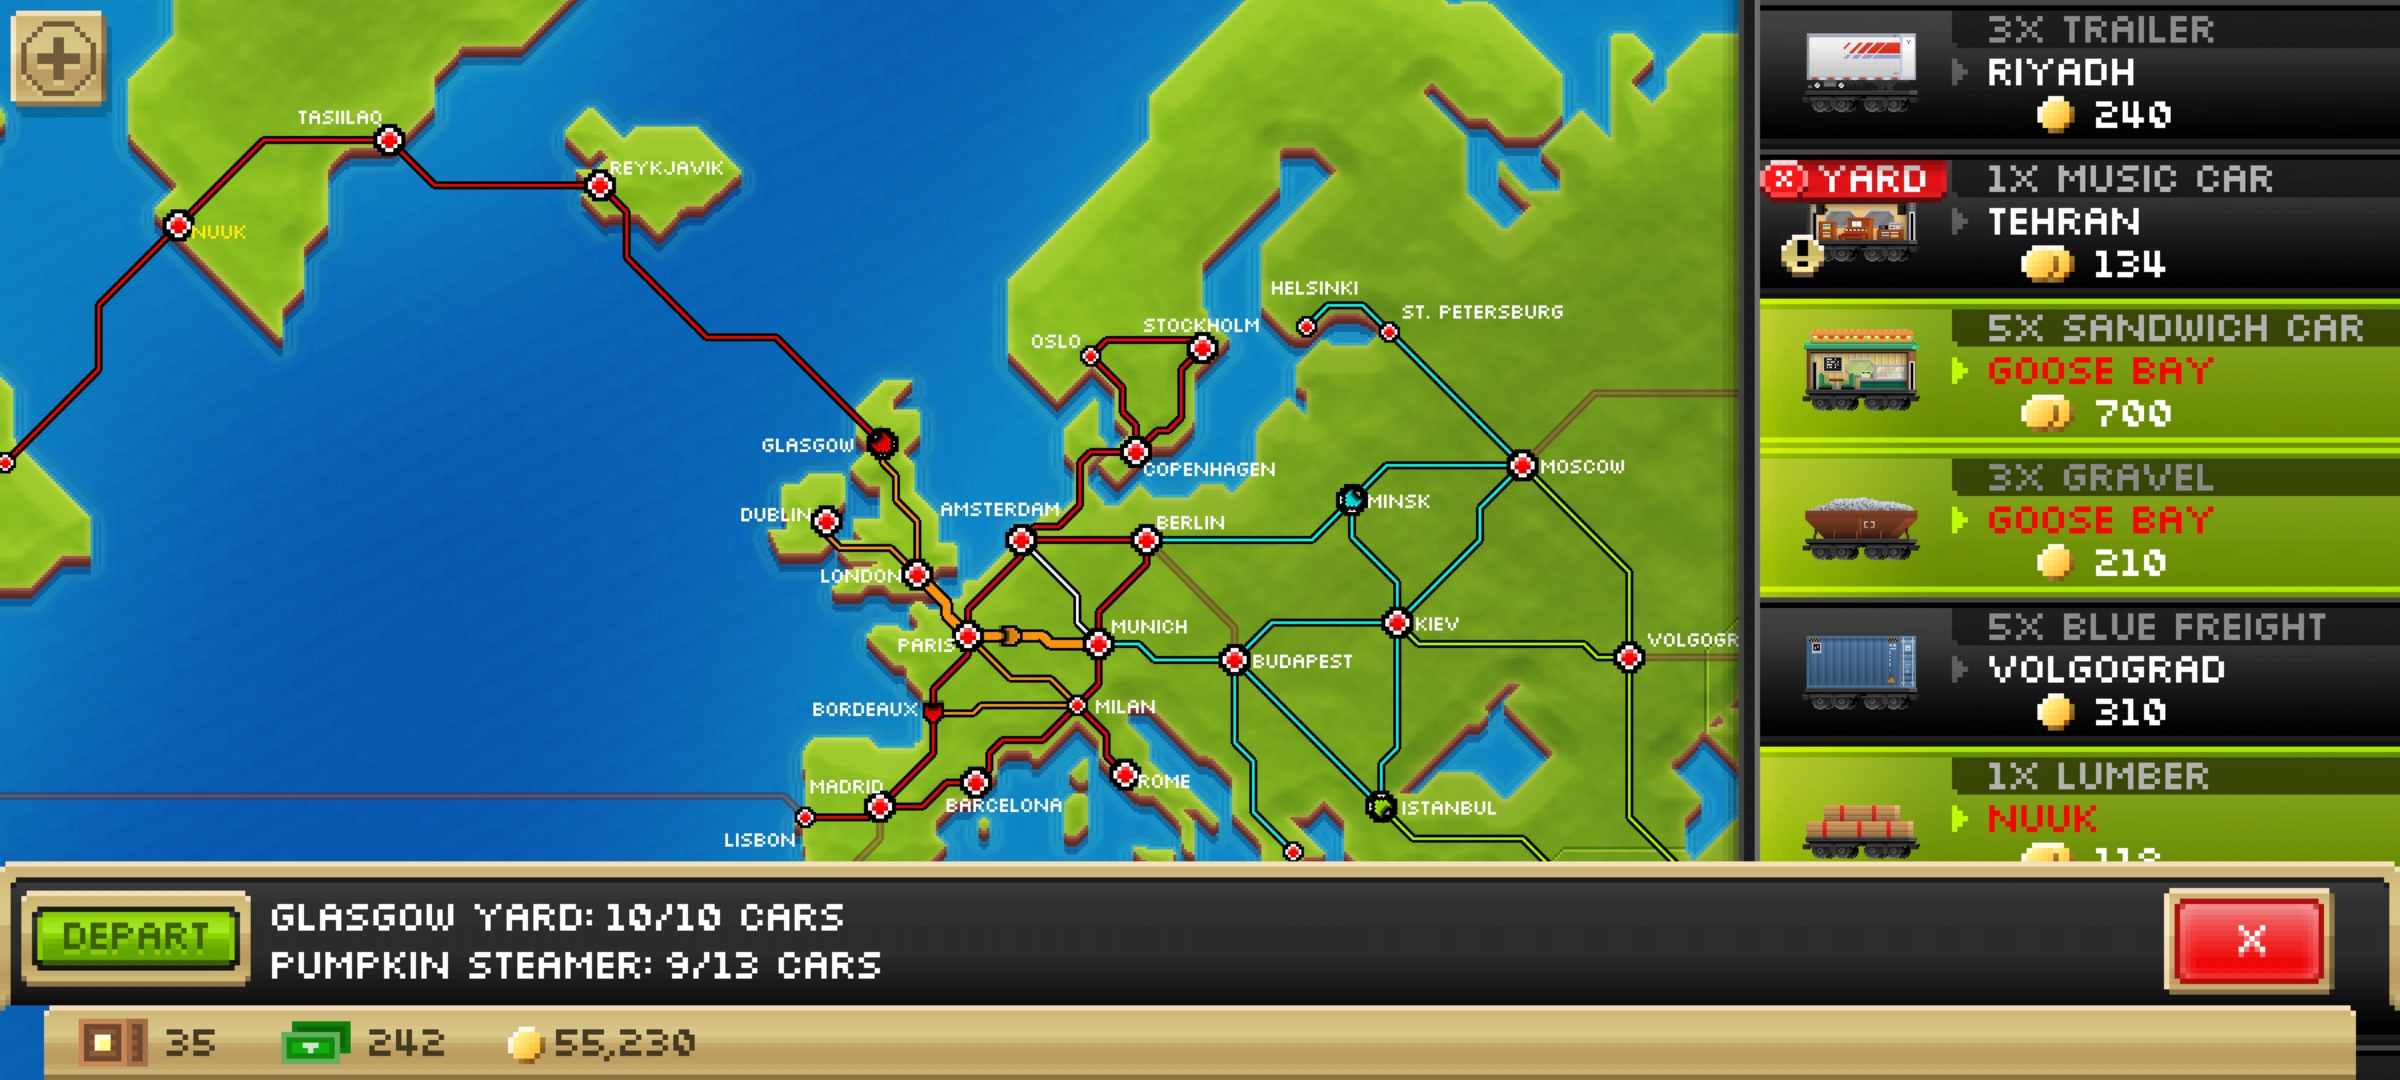 TASIILAQ
REYKJAVIK
NUUK
HELSINKI
ST. PETERSBURG
STOCKHOLM
OSLO
GLASGOW
COPENHAGEN
MOSCOW
MINSK
DUBLIN
AMSTERDAM
BERLIN
LONDON
PARIS
MUNICH
KIEV
BUDAPEST
VOLGOGR
BORDEAUX
MILAN
MADRID
BARCELONA
ROME
ISTANBUL
LISBON
3X TRAILER
RIYADH
240
YARD
1X MUSIC CAR
TEHRAN
134
5X SANDWICH CAR
GOOSE BAY
700
3X GRAVEL
GOOSE BAY
210
5X BLUE FREIGHT
VOLGOGRAD
310
1X LUMBER
NUUK
DEPART
GLASGOW YARD: 10/10 CARS
PUMPKIN STEAMER: 9/13 CARS
X
35
242
55,230